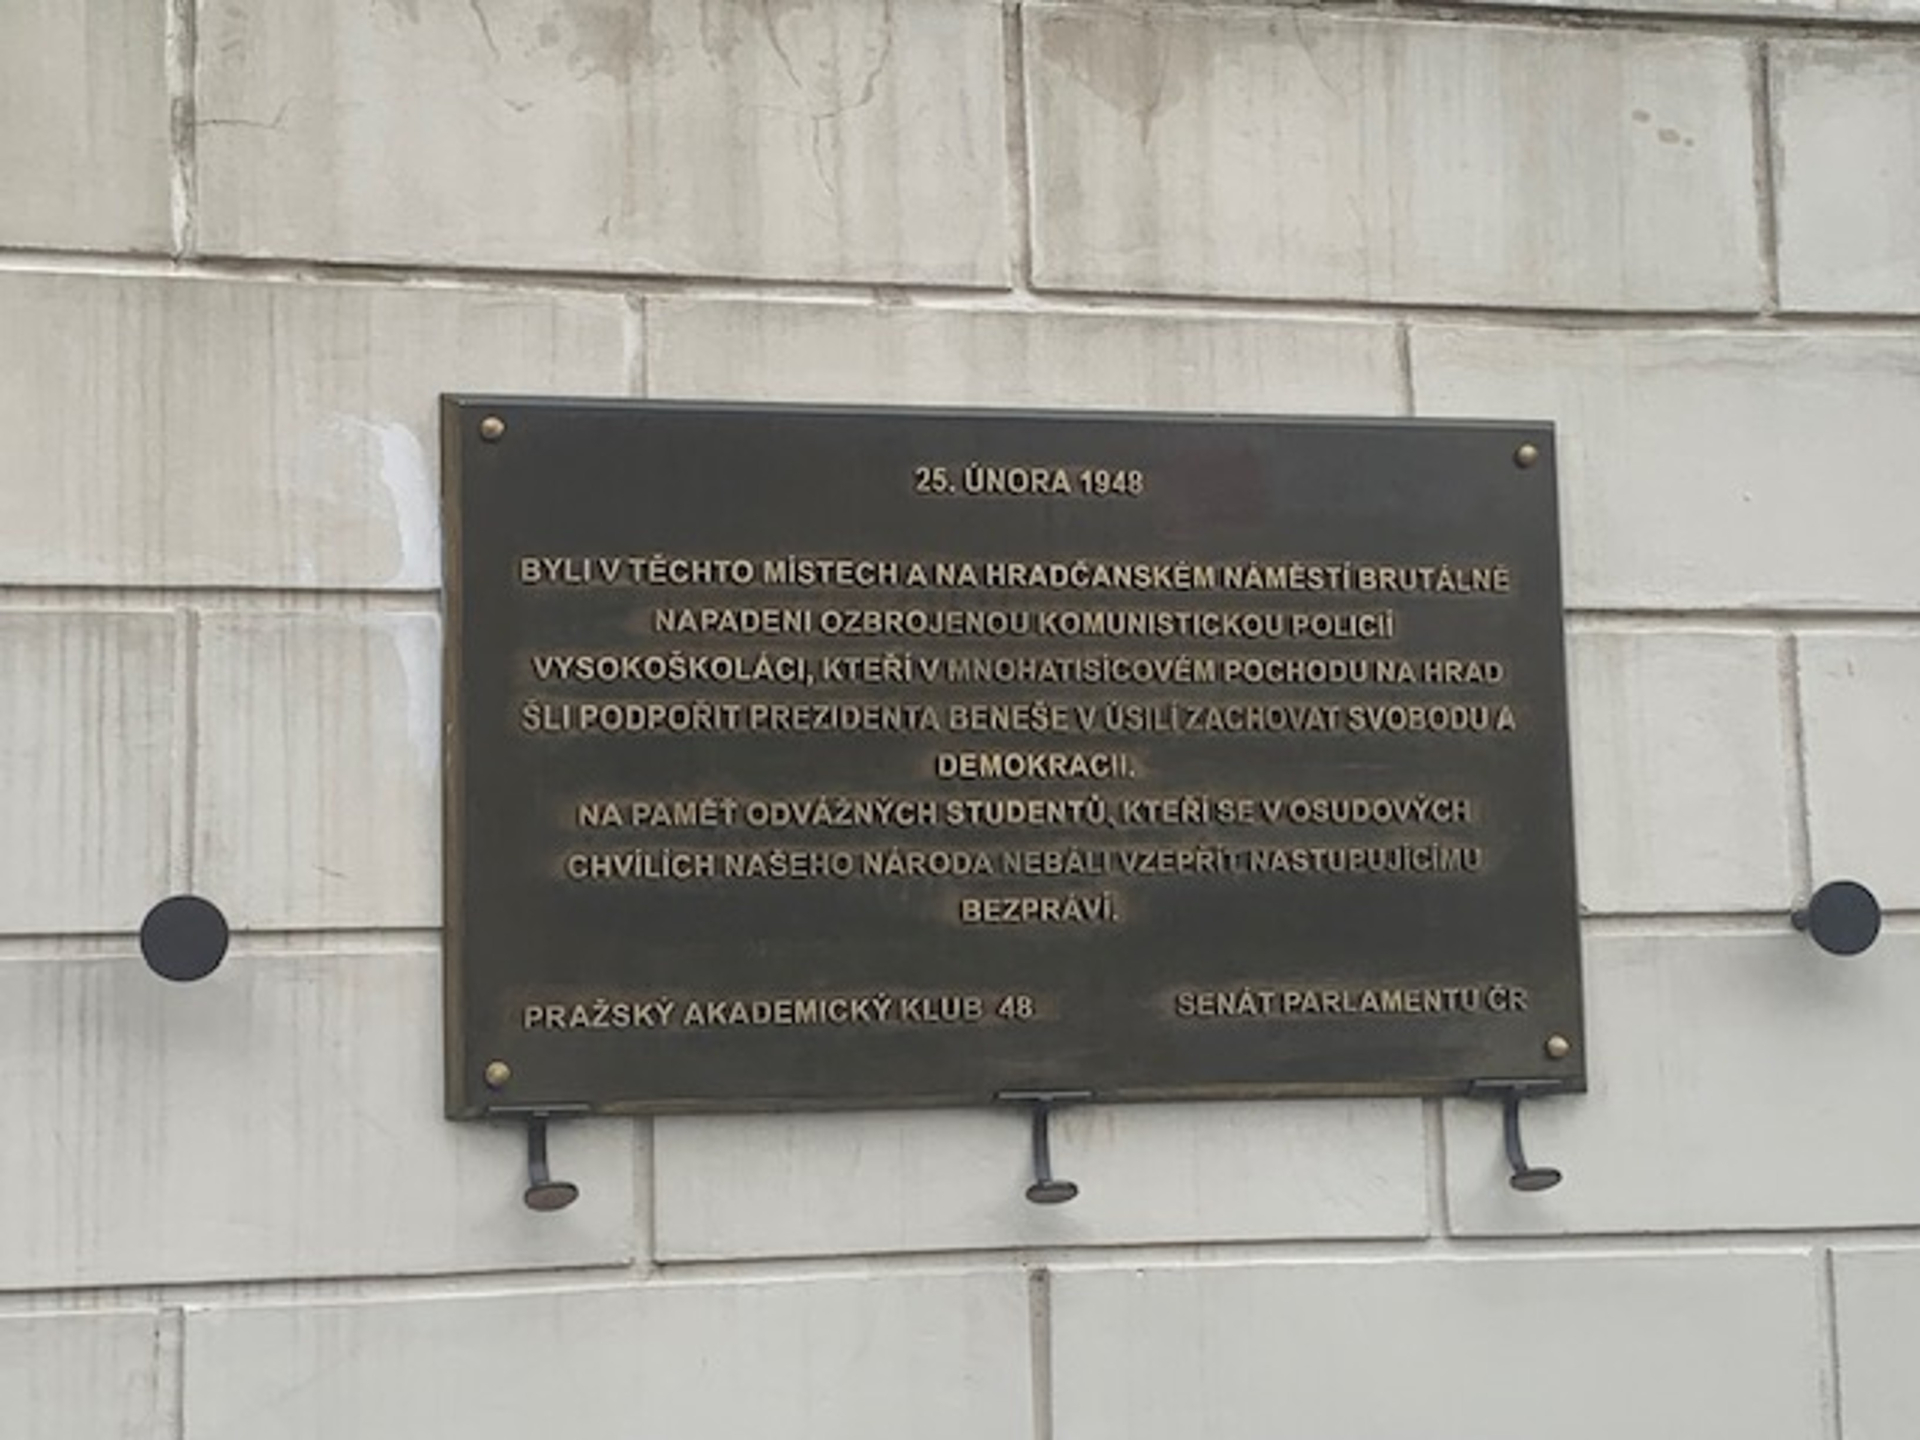 25. ÚNORA 1948
BYLI V TĚCHTO MÍSTECH A NA HRADČANSKÉM NÁMĚSTÍ BRUTÁLNĚ
NAPADENI OZBROJENOU KOMUNISTICKOU POLICIÍ
VYSOKOŠKOLÁCI, KTEŘÍ V MNOHATISÍCOVÉM POCHODU NA HRAD
ŠLI PODPOŘIT PREZIDENTA BENEŠE V ÚSILÍ ZACHOVAT SVOBODU A
DEMOKRACII.
NA PAMĚŤ ODVÁŽNÝCH STUDENTŮ, KTEŘÍ SE V OSUDOVÝCH
CHVÍLÍCH NAŠEHO NÁRODA NEBÁLI VZEPŘÍT NASTUPUJÍCÍMU
BEZPRÁVÍ.
PRAŽSKÝ AKADEMICKÝ KLUB 48 SENÁT PARLAMENTU ČR